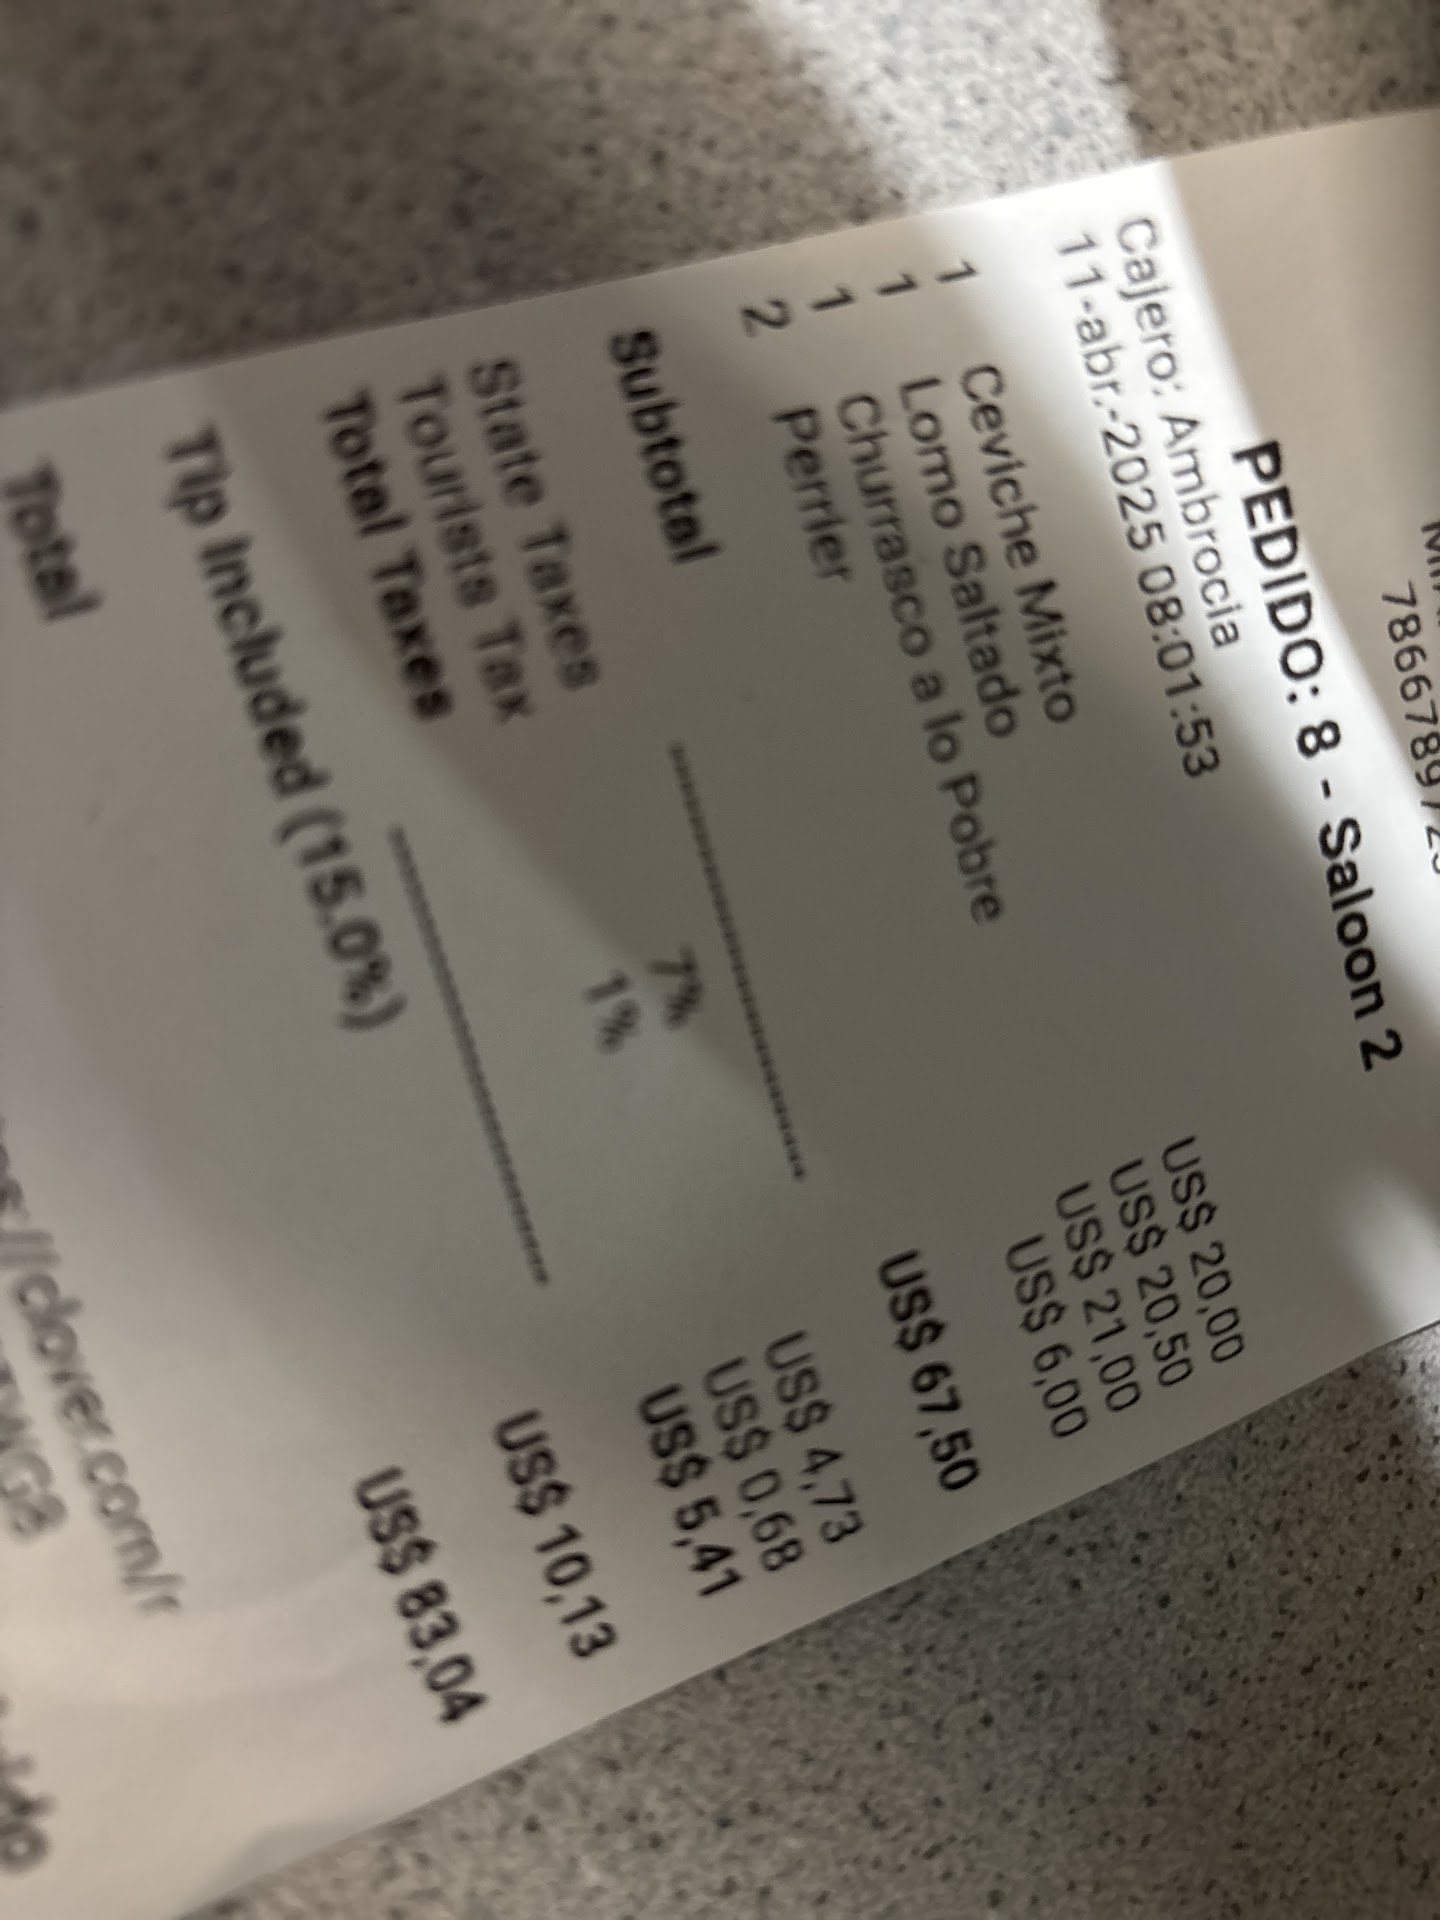 PEDIDO: 8 - Saloon 2
Cajero: Ambrocia
11-abr.-2025 08:01:53
1 Ceviche Mixto US$ 20,00
1 Lomo Saltado US$ 20,50
1 Churrasco a lo Pobre US$ 21,00
2 Perrier US$ 6,00
Subtotal US$ 67,50
State Taxes 7% US$ 4,73
Tourists Tax 1% US$ 0,68
Total Taxes US$ 5,41
Tip Included (15.0%) US$ 10,13
Total US$ 83,04